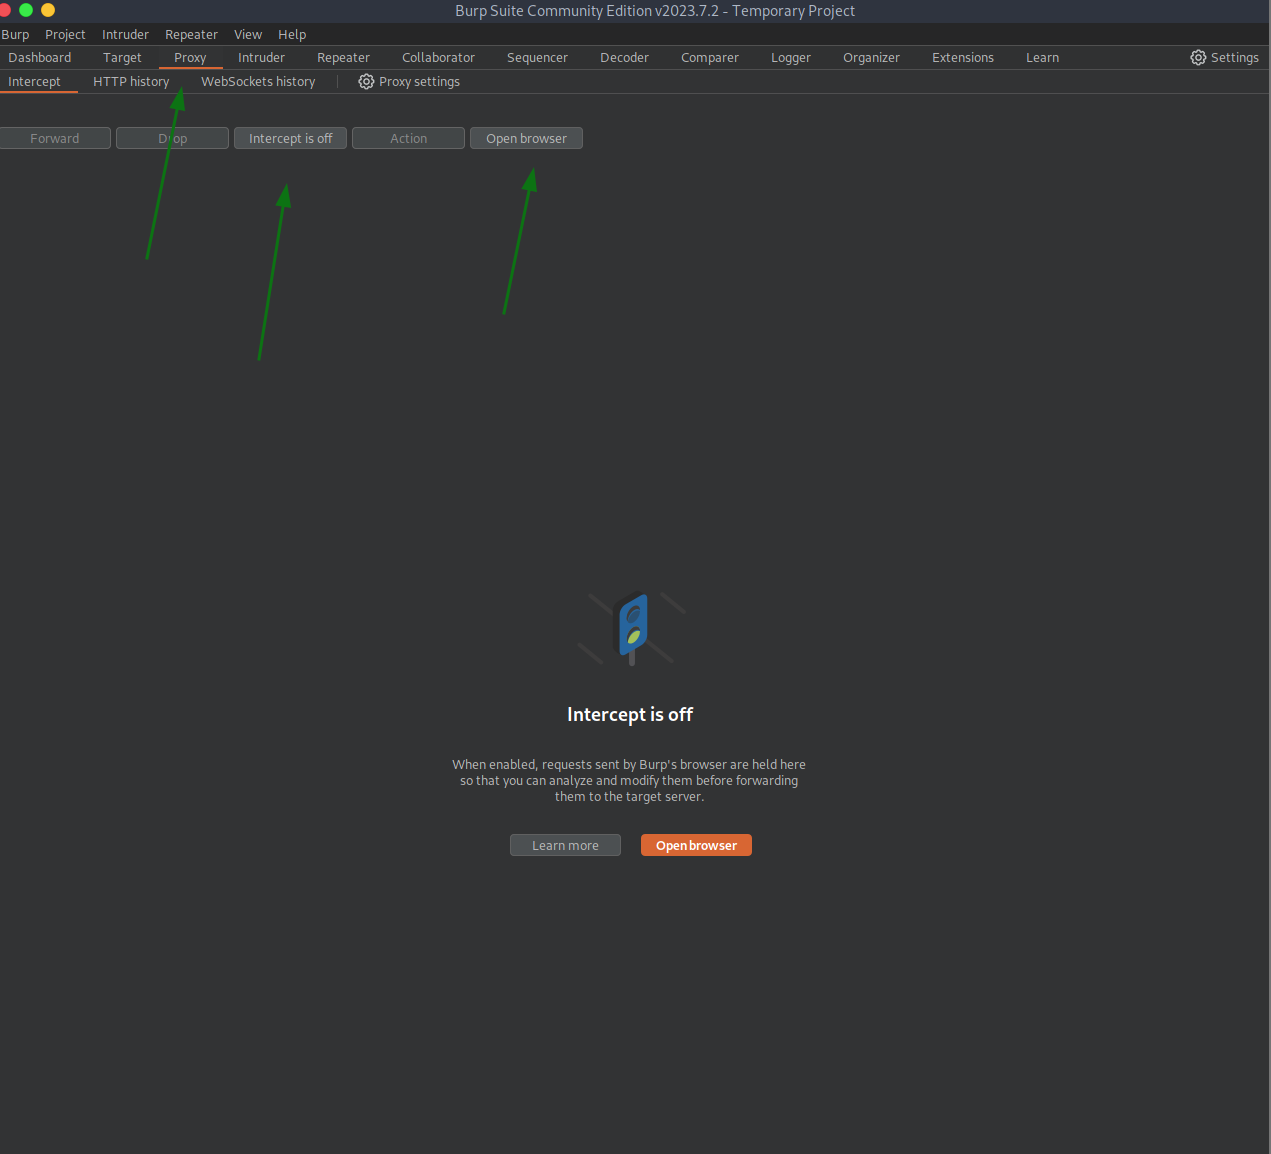 Burp Suite Community Edition v2023.7.2 - Temporary Project
Burp Project Intruder Repeater View Help
Dashboard Target Proxy Intruder Repeater Collaborator Sequencer Decoder Comparer Logger Organizer Extensions Learn Settings
Intercept HTTP history WebSockets history Proxy settings
Forward Drop Intercept is off Action Open browser
Intercept is off
When enabled, requests sent by Burp's browser are held here
so that you can analyze and modify them before forwarding
them to the target server.
Learn more Open browser